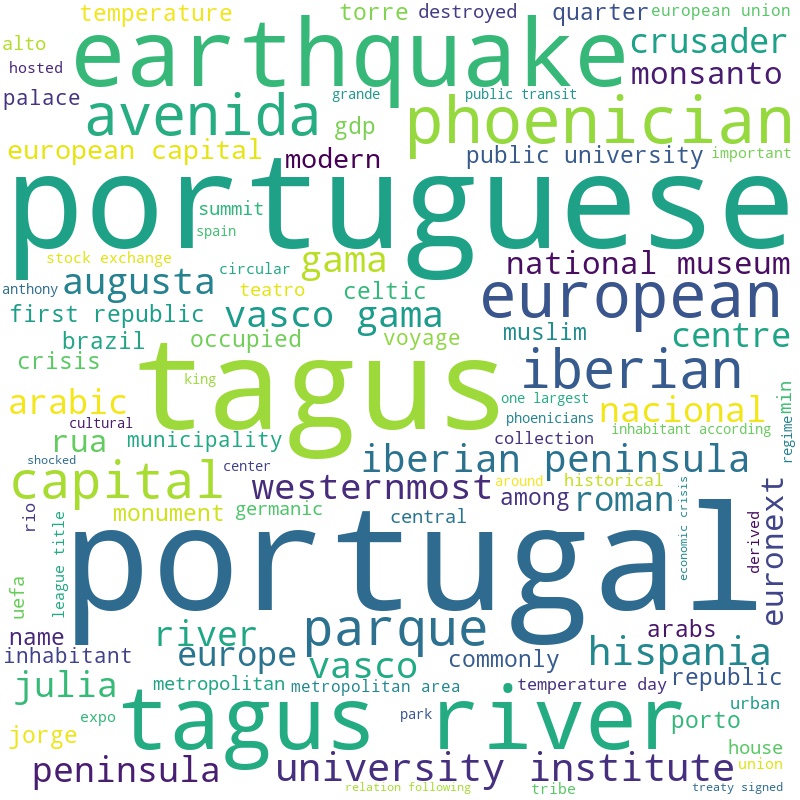 temperature
torre
destroyed
quarter
european union
alto
earthquake
crusader
hosted
monsanto
palace
avenida
grande
public transit
phoenician
gdp
european capital
modern
public university
important
portuguese
summit
spain
stock exchange
circular
gama
national museum
anthony
augusta
teatro
celtic
european
first republic
vasco gama
muslim
centre
brazil
occupied
voyage
crisis
tagus
iberian
king
min
arabic
one largest
nacional
cultural
phoenicians
inhabitant according
regime
rua
municipality
collection
shocked
center
iberian peninsula
capital
westernmost
around
historical
among
roman
economic crisis
euronext
monument
germanic
central
rio
league title
portugal
derived
uefa
name
river
parque
arabs
inhabitant
europe
vasco
commonly
hispania
julia
metropolitan
metropolitan area
temperature day
republic
urban
expo
tagus river
park
porto
jorge
house
peninsula
university institute
union
relation following
tribe
treaty signed